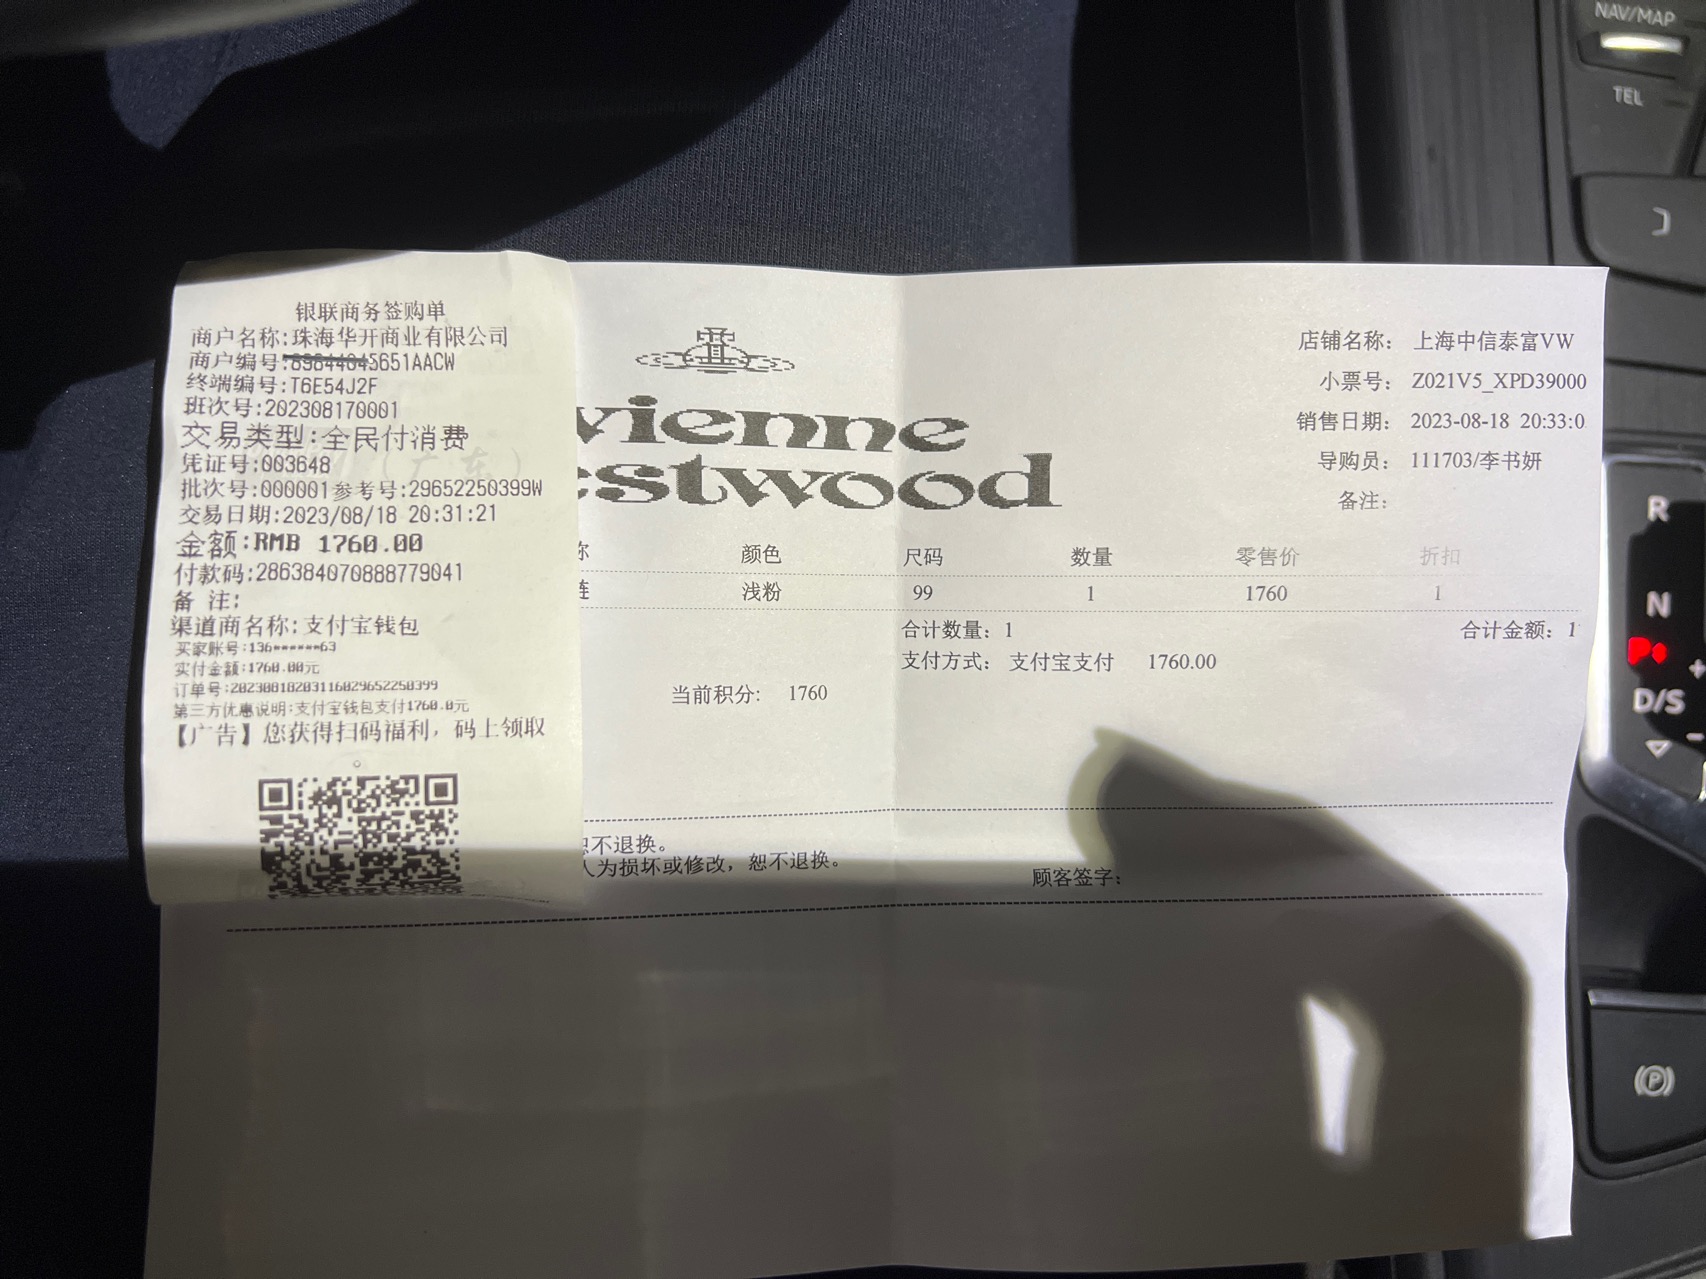 NAV/MAP
TEL
银联商务签购单
商户名称:珠海华开商业有限公司
商户编号:89844045651AACW
终端编号:T6E54J2F
班次号:202308170001
交易类型:全民付消费
凭证号:003648
批次号:000001参考号:29652250399W
交易日期:2023/08/18 20:31:21
金额:RMB 1760.00
付款码:286384070888779041
备 注:
渠道商名称:支付宝钱包
买家账号:136******63
实付金额:1760.00元
订单号:20230818203116029652250399
第三方优惠说明:支付宝钱包支付1760.0元
【广告】您获得扫码福利，码上领取
vienne
estwood
店铺名称： 上海中信泰富VW
小票号： Z021V5_XPD39000
销售日期： 2023-08-18 20:33:0
导购员： 111703/李书妍
备注：
称 颜色 尺码 数量 零售价 折扣
链 浅粉 99 1 1760 1
合计数量： 1 合计金额： 1
支付方式： 支付宝支付 1760.00
当前积分： 1760
恕不退换。
人为损坏或修改，恕不退换。
顾客签字：
R
N
D/S
+
-
P